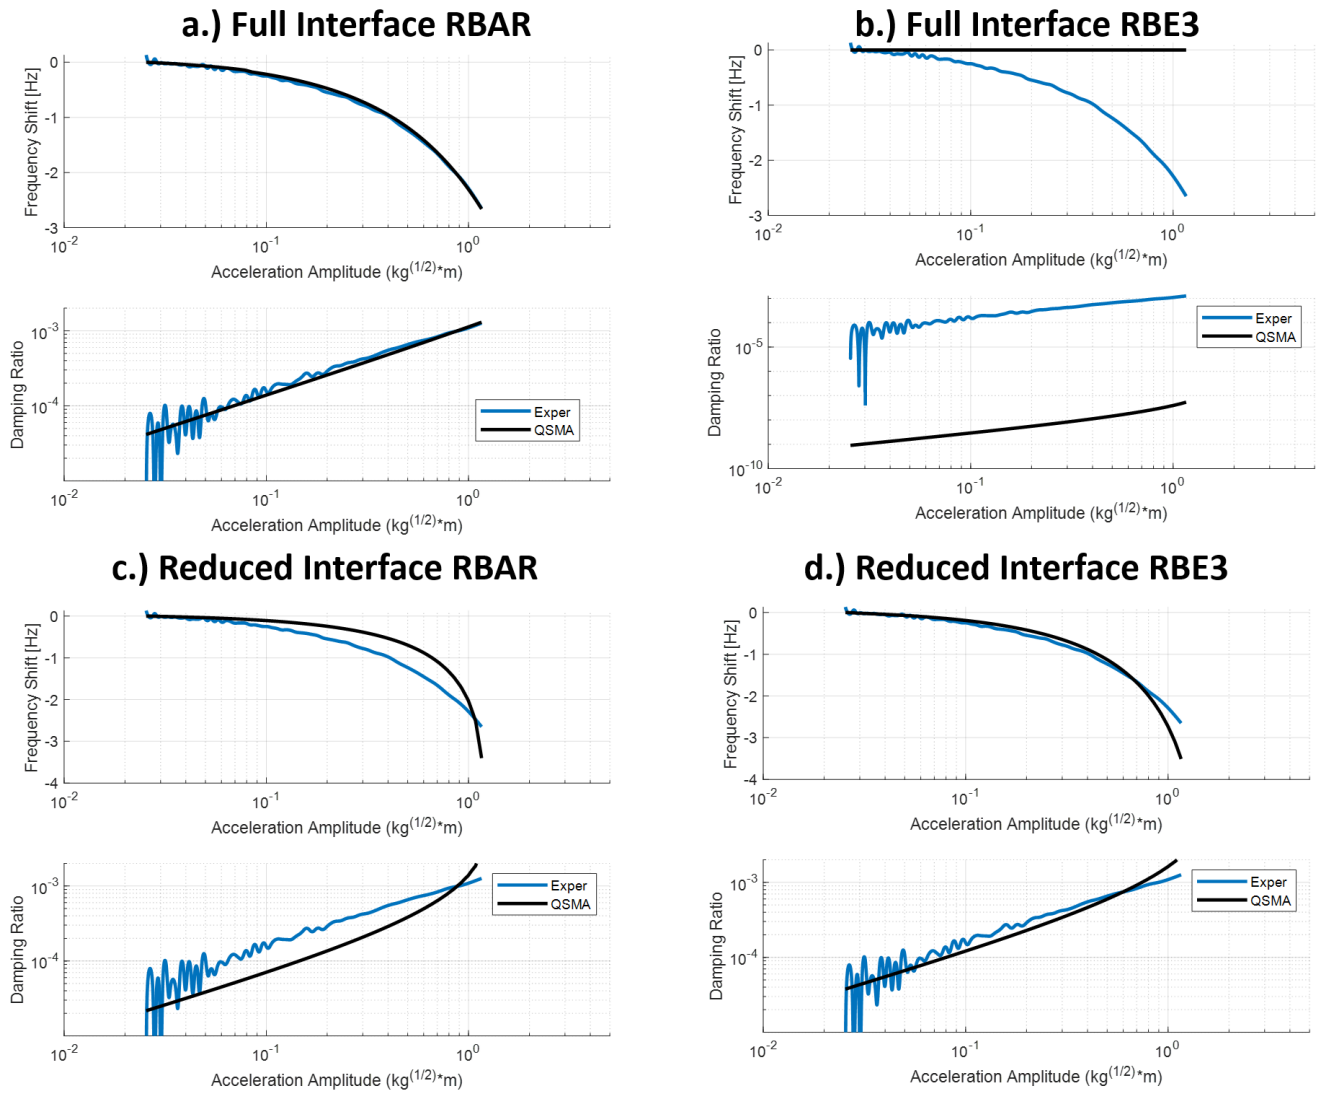 a.) Full Interface RBAR
0
-1
-2
-3
Frequency Shift [Hz]
10^-2
10^-1
10^0
Acceleration Amplitude (kg^(1/2)*m)
10^-3
10^-4
Damping Ratio
Exper
QSMA
10^-2
10^-1
10^0
Acceleration Amplitude (kg^(1/2)*m)
b.) Full Interface RBE3
0
-1
-2
-3
Frequency Shift [Hz]
10^-2
10^-1
10^0
Acceleration Amplitude (kg^(1/2)*m)
10^-5
10^-10
Damping Ratio
Exper
QSMA
10^-2
10^-1
10^0
Acceleration Amplitude (kg^(1/2)*m)
c.) Reduced Interface RBAR
0
-1
-2
-3
-4
Frequency Shift [Hz]
10^-2
10^-1
10^0
Acceleration Amplitude (kg^(1/2)*m)
10^-3
10^-4
Damping Ratio
Exper
QSMA
10^-2
10^-1
10^0
Acceleration Amplitude (kg^(1/2)*m)
d.) Reduced Interface RBE3
0
-1
-2
-3
-4
Frequency Shift [Hz]
10^-2
10^-1
10^0
Acceleration Amplitude (kg^(1/2)*m)
10^-3
10^-4
Damping Ratio
Exper
QSMA
10^-2
10^-1
10^0
Acceleration Amplitude (kg^(1/2)*m)